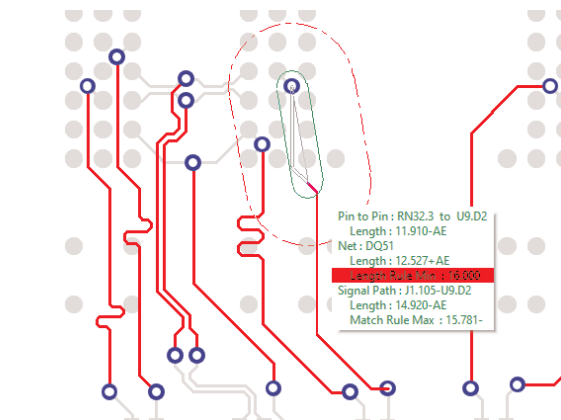 Pin to Pin : RN32.3 to U9.D2
Length : 11.910-AE
Net : DQ51
Length : 12.527+AE
Length Rule Min : 16.000
Signal Path : J1.105-U9.D2
Length : 14.920-AE
Match Rule Max : 15.781-